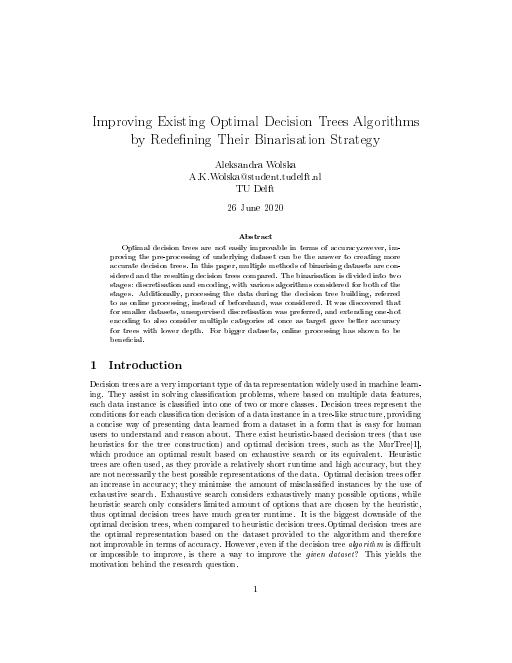 Improving Existing Optimal Decision Trees Algorithms
by Redefining Their Binarisation Strategy
Aleksandra Wolska
A.K.Wolska@student.tudelft.nl
TU Delft
26 June 2020
Abstract
Optimal decision trees are not easily improvable in terms of accuracy.owever, im-
proving the pre-processing of underlying dataset can be the answer to creating more
accurate decision trees. In this paper, multiple methods of binarising datasets are con-
sidered and the resulting decision trees compared. The binarisation is divided into two
stages: discretisation and encoding, with various algorithms considered for both of the
stages. Additionally, processing the data during the decision tree building, referred
to as online processing, instead of beforehand, was considered. It was discovered that
for smaller datasets, unsupervised discretisation was preferred, and extending one-hot
encoding to also consider multiple categories at once as target gave better accuracy
for trees with lower depth. For bigger datasets, online processing has shown to be
beneficial.
1 Introduction
Decision trees are a very important type of data representation widely used in machine learn-
ing. They assist in solving classification problems, where based on multiple data features,
each data instance is classified into one of two or more classes. Decision trees represent the
conditions for each classification decision of a data instance in a tree-like structure, providing
a concise way of presenting data learned from a dataset in a form that is easy for human
users to understand and reason about. There exist heuristic-based decision trees (that use
heuristics for the tree construction) and optimal decision trees, such as the MurTree[1],
which produce an optimal result based on exhaustive search or its equivalent. Heuristic
trees are often used, as they provide a relatively short runtime and high accuracy, but they
are not necessarily the best possible representations of the data. Optimal decision trees offer
an increase in accuracy; they minimise the amount of misclassified instances by the use of
exhaustive search. Exhaustive search considers exhaustively many possible options, while
heuristic search only considers limited amount of options that are chosen by the heuristic,
thus optimal decision trees have much greater runtime. It is the biggest downside of the
optimal decision trees, when compared to heuristic decision trees.Optimal decision trees are
the optimal representation based on the dataset provided to the algorithm and therefore
not improvable in terms of accuracy. However, even if the decision tree algorithm is difficult
or impossible to improve, is there a way to improve the given dataset? This yields the
motivation behind the research question.
1